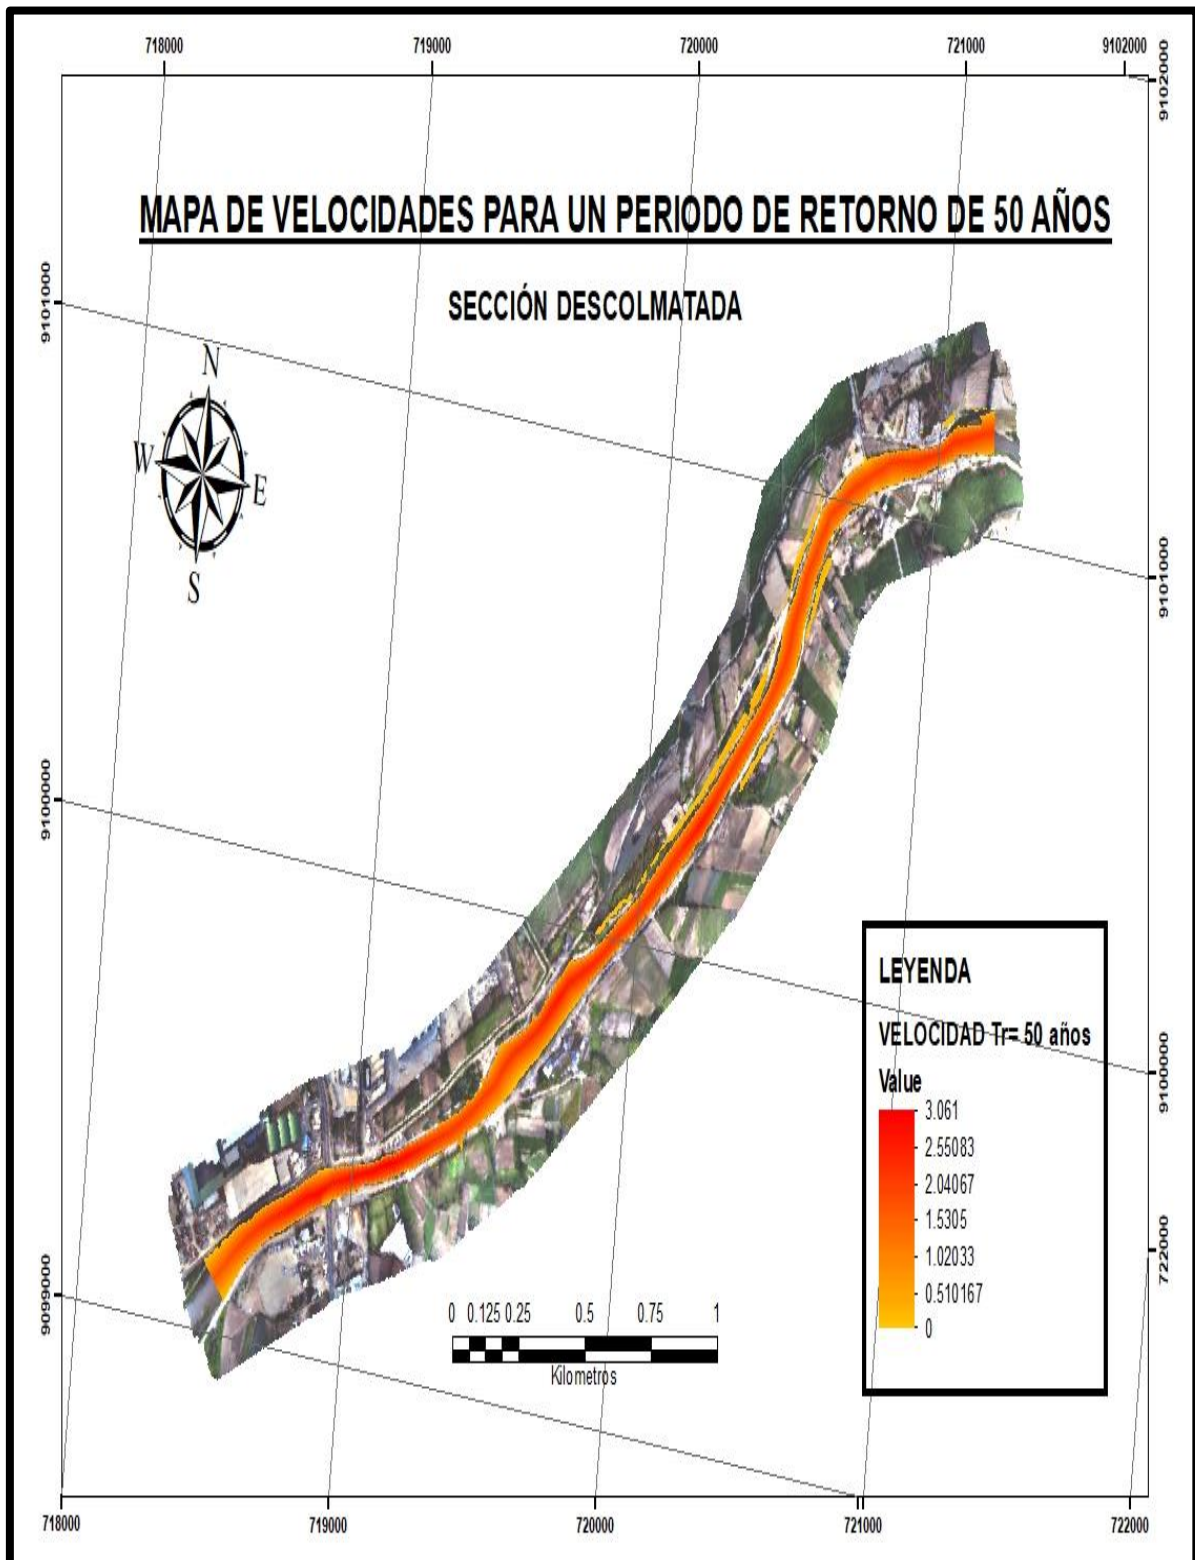 718000 719000 720000 721000 9102000
9102000
MAPA DE VELOCIDADES PARA UN PERIODO DE RETORNO DE 50 AÑOS
SECCIÓN DESCOLMATADA
9101000
N
W
E
S
9101000
9100000
LEYENDA
VELOCIDAD Tr= 50 años
Value
3.061
2.55083
2.04067
1.5305
1.02033
0.510167
0
9100000
722000
9099000
0 0.125 0.25 0.5 0.75 1
Kilometros
718000 719000 720000 721000 722000